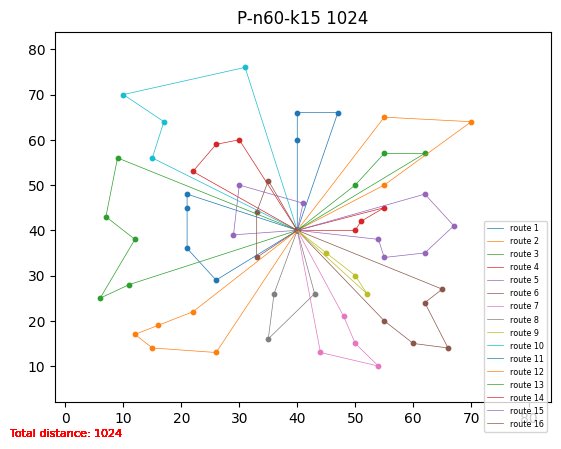 P-n60-k15 1024
80
70
60
50
40
30
20
10
0 10 20 30 40 50 60 70 80
route 1
route 2
route 3
route 4
route 5
route 6
route 7
route 8
route 9
route 10
route 11
route 12
route 13
route 14
route 15
route 16
Total distance: 1024